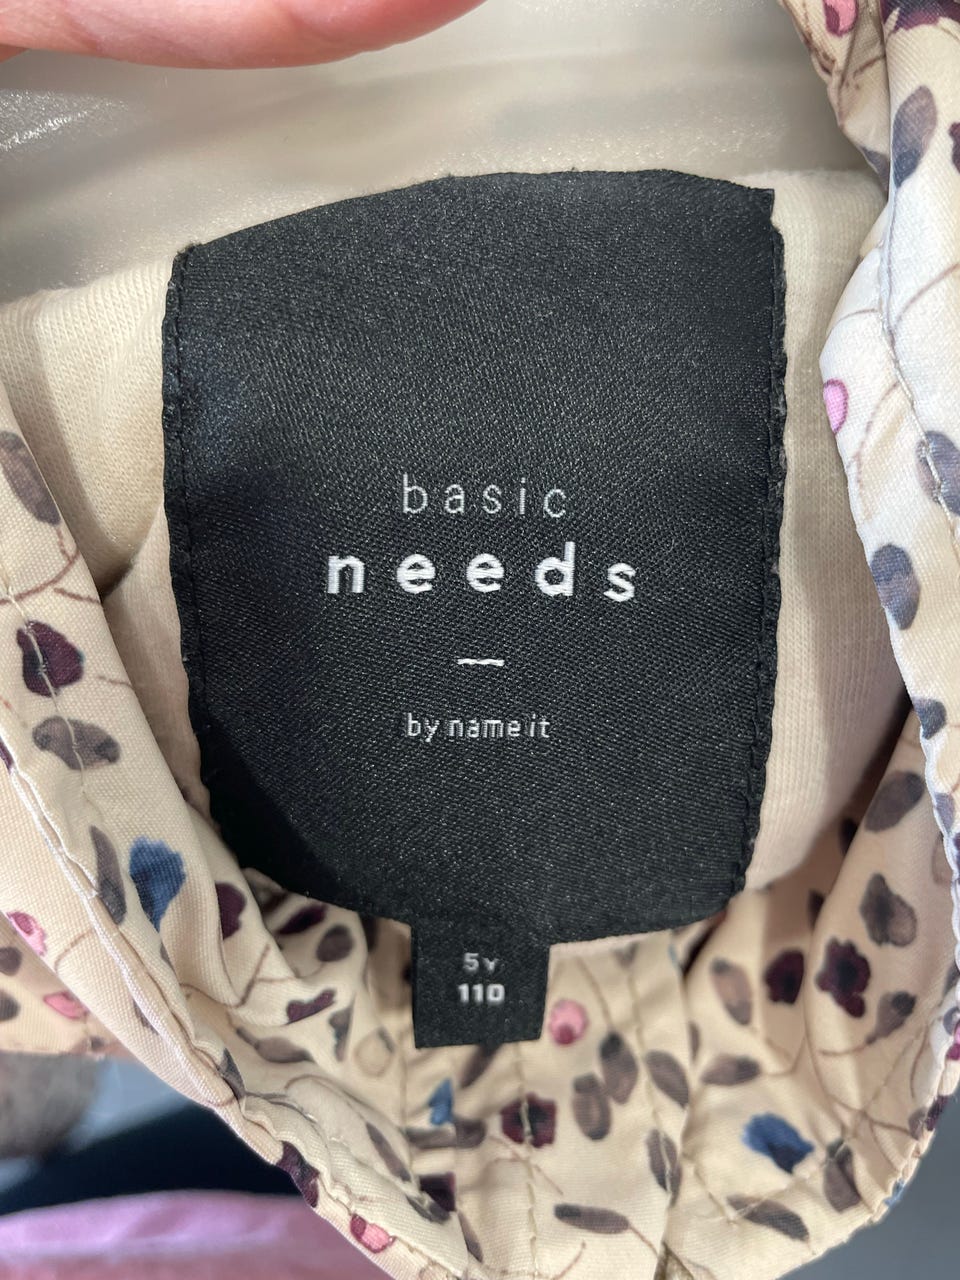 basic
needs
by name it
5Y
110